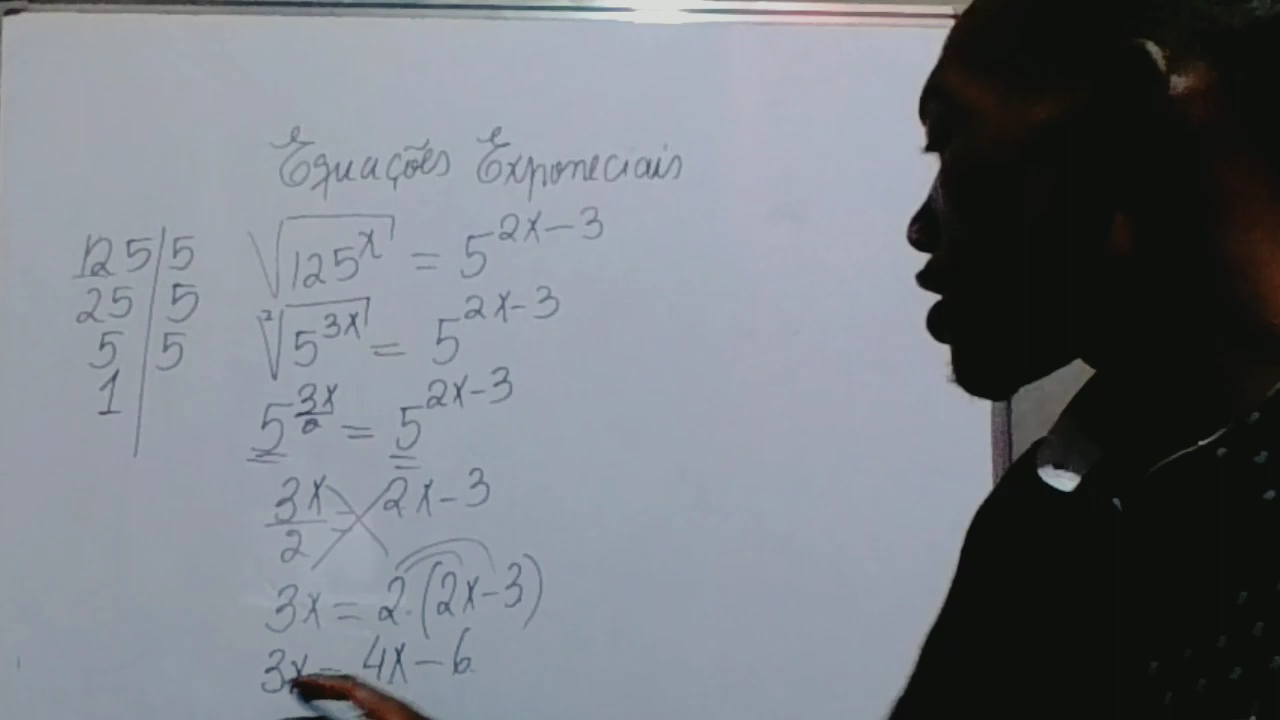 Equações Exponeciais
125|5
25|5
5|5
1|
√125^x = 5^{2x-3}
²√5^{3x} = 5^{2x-3}
5^{3x/2} = 5^{2x-3}
3x/2 = 2x-3
3x = 2.(2x-3)
3x = 4x-6